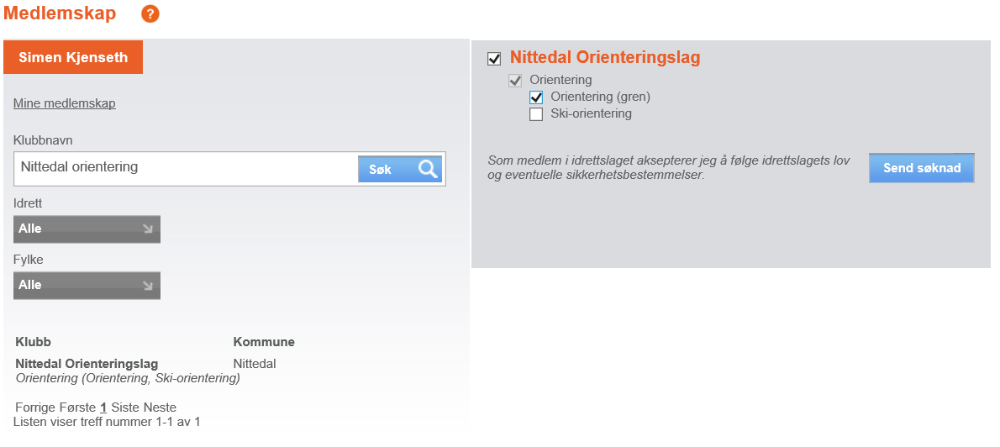 Medlemskap ?
Simen Kjenseth
Mine medlemskap
Klubbnavn
Nittedal orientering Søk
Idrett
Alle
Fylke
Alle
Klubb Kommune
Nittedal Orienteringslag Nittedal
Orientering (Orientering, Ski-orientering)
Forrige Første 1 Siste Neste
Listen viser treff nummer 1-1 av 1
Nittedal Orienteringslag
Orientering
Orientering (gren)
Ski-orientering
Som medlem i idrettslaget aksepterer jeg å følge idrettslagets lov
og eventuelle sikkerhetsbestemmelser.
Send søknad